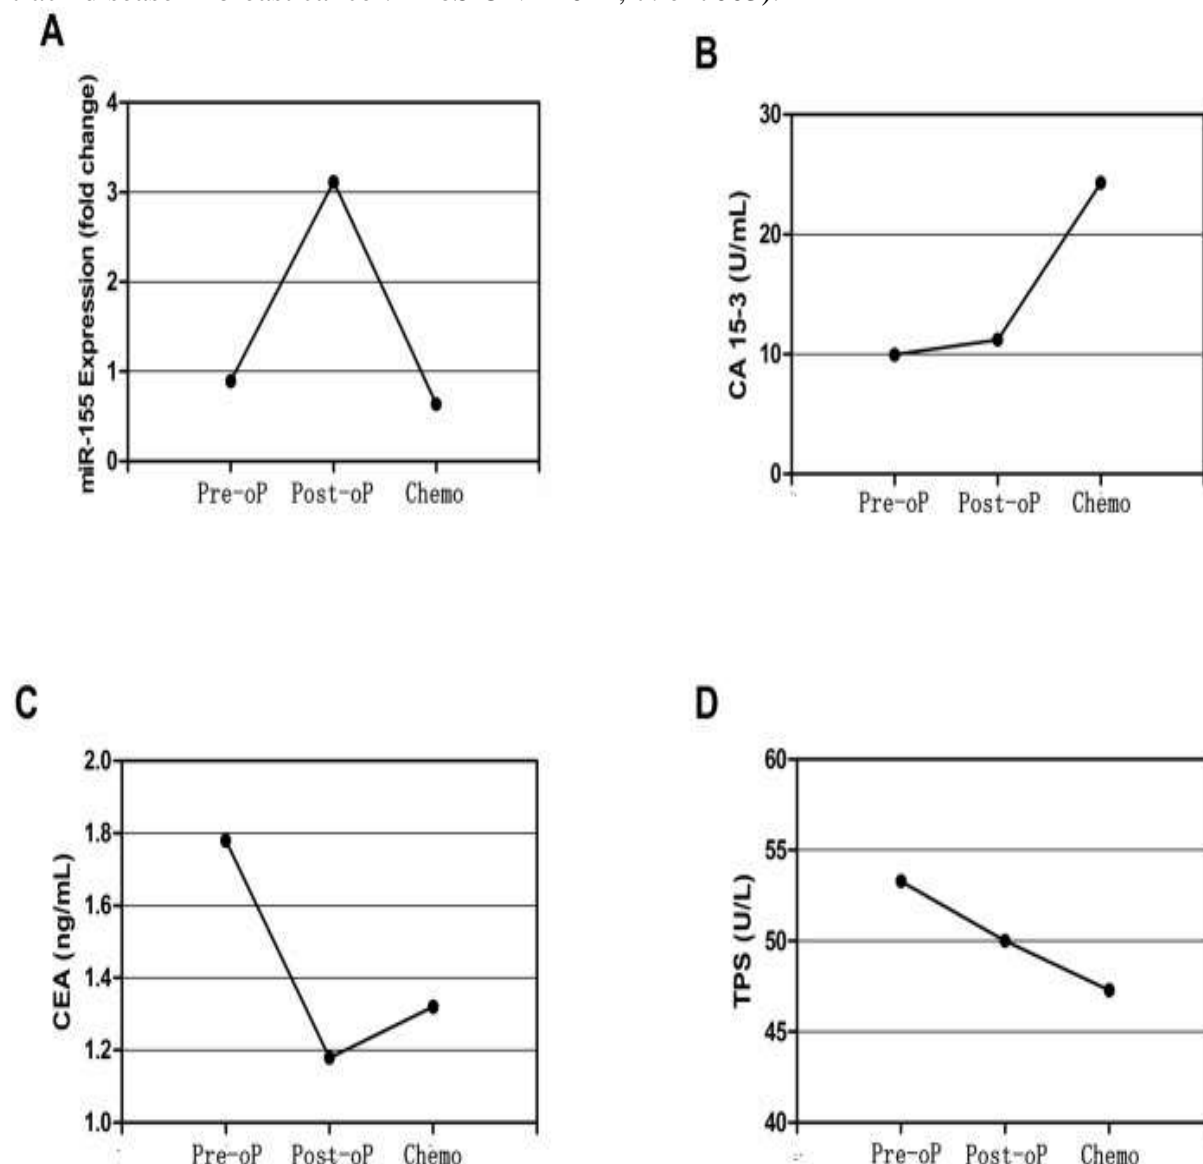 A
miR-155 Expression (fold change)
4
3
2
1
0
Pre-oP Post-oP Chemo
B
CA 15-3 (U/mL)
30
20
10
0
Pre-oP Post-oP Chemo
C
CEA (ng/mL)
2.0
1.8
1.6
1.4
1.2
1.0
Pre-oP Post-oP Chemo
D
TPS (U/L)
60
55
50
45
40
Pre-oP Post-oP Chemo